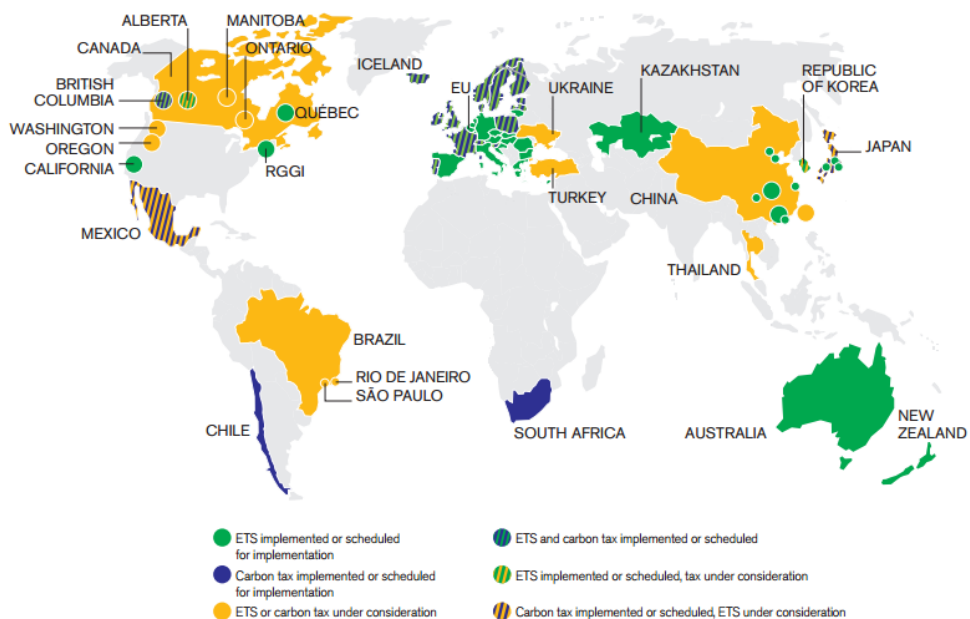 ALBERTA
MANITOBA
CANADA
ONTARIO
ICELAND
BRITISH
COLUMBIA
EU
UKRAINE
KAZAKHSTAN
REPUBLIC
OF KOREA
QUÉBEC
WASHINGTON
OREGON
CALIFORNIA
RGGI
JAPAN
TURKEY
CHINA
MEXICO
THAILAND
BRAZIL
RIO DE JANEIRO
SÃO PAULO
CHILE
SOUTH AFRICA
AUSTRALIA
NEW
ZEALAND
ETS implemented or scheduled
for implementation
Carbon tax implemented or scheduled
for implementation
ETS or carbon tax under consideration
ETS and carbon tax implemented or scheduled
ETS implemented or scheduled, tax under consideration
Carbon tax implemented or scheduled, ETS under consideration